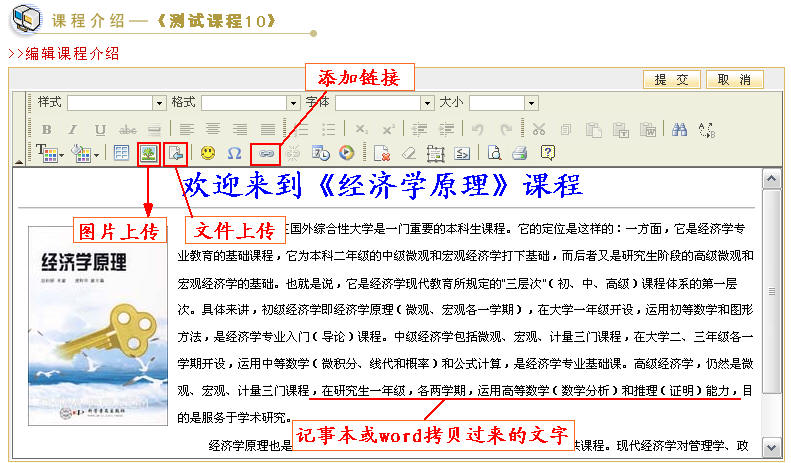 课程介绍—《测试课程10》
>>编辑课程介绍
添加链接
提 交 取 消
样式 格式 字体 大小
B I U abc
欢迎来到《经济学原理》课程
图片上传 文件上传
在国外综合性大学是一门重要的本科生课程。它的定位是这样的：一方面，它是经济学专
业教育的基础课程，它为本科二年级的中级微观和宏观经济学打下基础，而后者又是研究生阶段的高级微观和
宏观经济学的基础。也就是说，它是经济学现代教育所规定的"三层次"（初、中、高级）课程体系的第一层
次。具体来讲，初级经济学即经济学原理（微观、宏观各一学期），在大学一年级开设，运用初等数学和图形
方法，是经济学专业入门（导论）课程。中级经济学包括微观、宏观、计量三门课程，在大学二、三年级各一
学期开设，运用中等数学（微积分、线代和概率）和公式计算，是经济学专业基础课。高级经济学，仍然是微
观、宏观、计量三门课程，在研究生一年级，各两学期，运用高等数学（数学分析）和推理（证明）能力，目
的是服务于学术研究。
经济学原理
科学出版社
记事本或word拷贝过来的文字
经济学原理也是 共课程。现代经济学对管理学、政